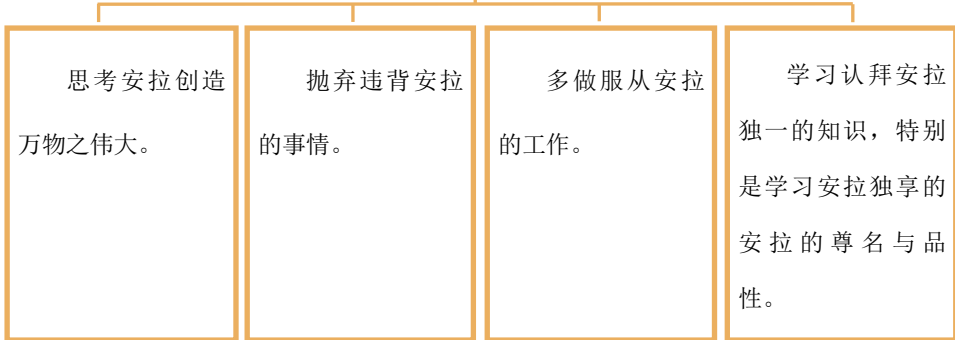 思考安拉创造
万物之伟大。
抛弃违背安拉
的事情。
多做服从安拉
的工作。
学习认拜安拉
独一的知识，特别
是学习安拉独享的
安拉的尊名与品
性。